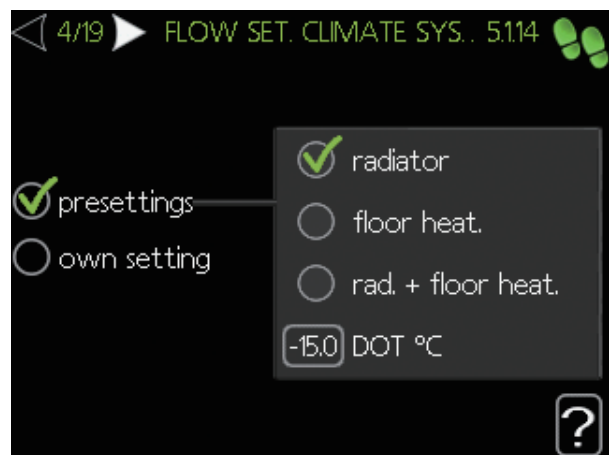 4/19 FLOW SET. CLIMATE SYS.. 5.1.14
radiator
presettings
floor heat.
own setting
rad. + floor heat.
-15.0 DOT °C
?